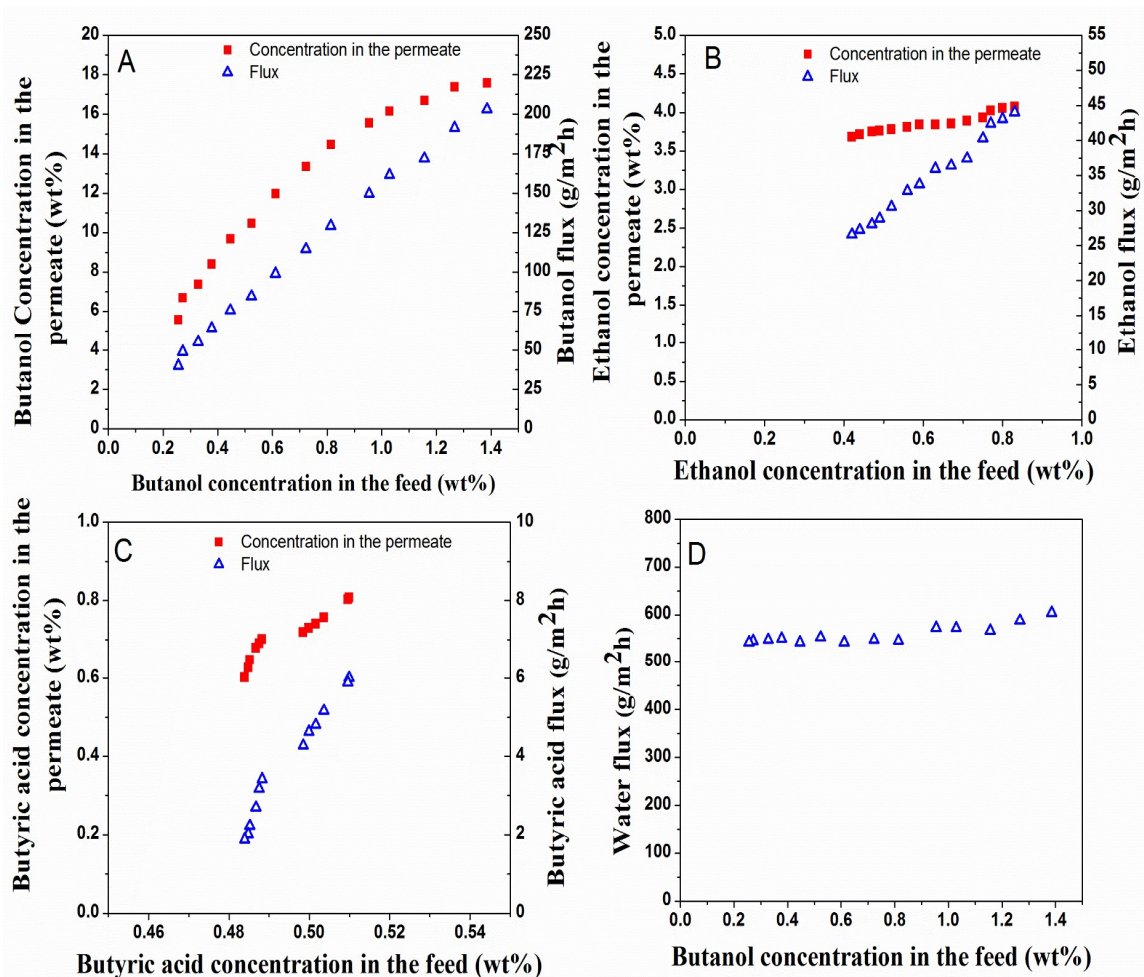 A
Concentration in the permeate
Flux
Butanol Concentration in the
permeate (wt%)
20
18
16
14
12
10
8
6
4
2
0
250
225
200
175
150
125
100
75
50
25
0
Butanol flux (g/m²h)
0.0 0.2 0.4 0.6 0.8 1.0 1.2 1.4
Butanol concentration in the feed (wt%)
B
Concentration in the permeate
Flux
Ethanol concentration in the
permeate (wt%)
5.0
4.5
4.0
3.5
3.0
2.5
2.0
1.5
1.0
0.5
0.0
55
50
45
40
35
30
25
20
15
10
5
0
Ethanol flux (g/m²h)
0.0 0.2 0.4 0.6 0.8 1.0
Ethanol concentration in the feed (wt%)
C
Concentration in the permeate
Flux
Butyric acid concentration in the
permeate (wt%)
1.0
0.8
0.6
0.4
0.2
0.0
10
8
6
4
2
0
Butyric acid flux (g/m²h)
0.46 0.48 0.50 0.52 0.54
Butyric acid concentration in the feed (wt%)
D
Water flux (g/m²h)
800
700
600
500
400
300
200
100
0
0.0 0.2 0.4 0.6 0.8 1.0 1.2 1.4
Butanol concentration in the feed (wt%)